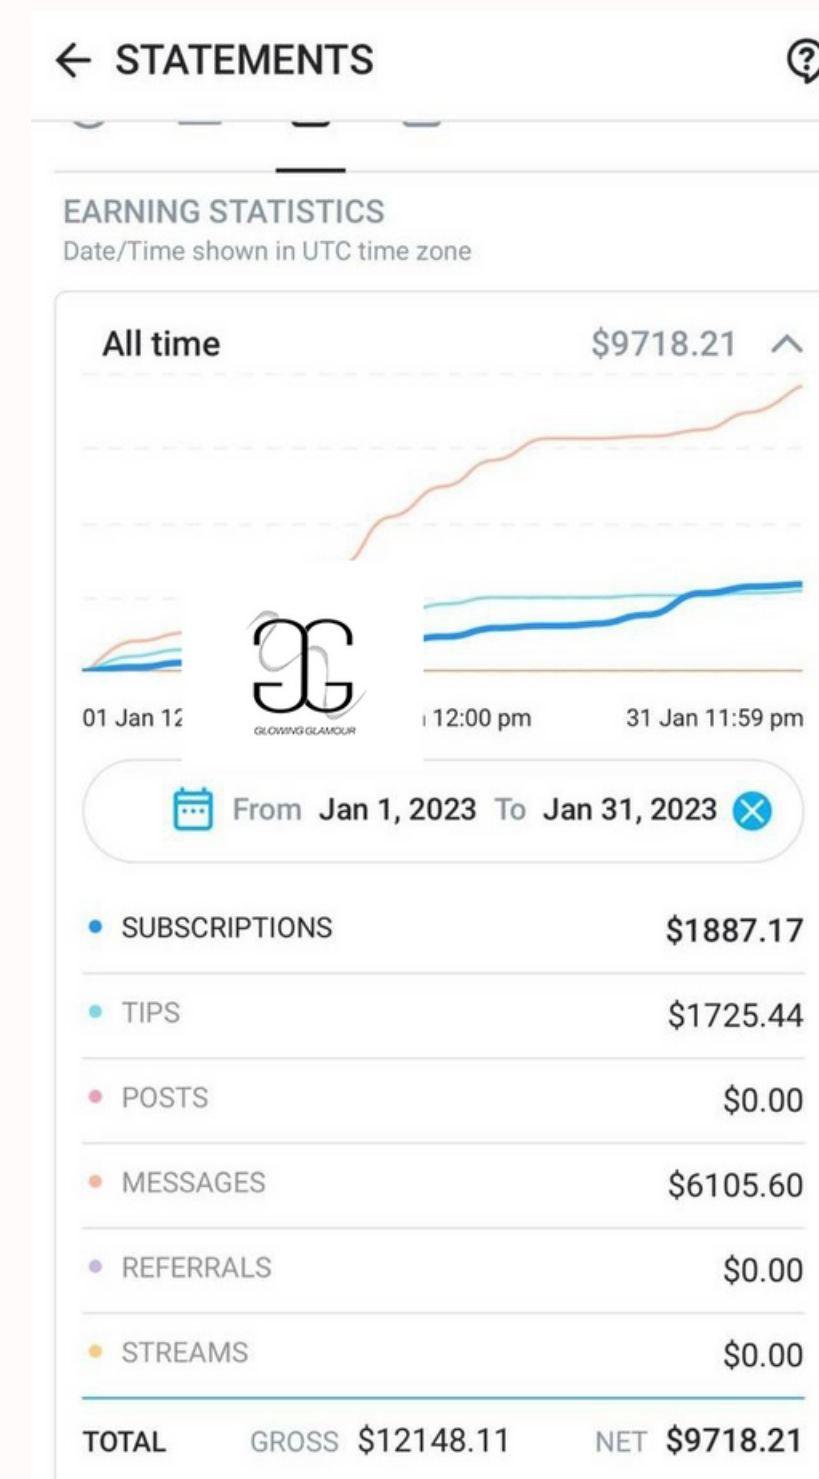 STATEMENTS
EARNING STATISTICS
Date/Time shown in UTC time zone
All time $9718.21
GLOWING GLAMOUR
01 Jan 12 12:00 pm 31 Jan 11:59 pm
From Jan 1, 2023 To Jan 31, 2023
SUBSCRIPTIONS $1887.17
TIPS $1725.44
POSTS $0.00
MESSAGES $6105.60
REFERRALS $0.00
STREAMS $0.00
TOTAL GROSS $12148.11 NET $9718.21